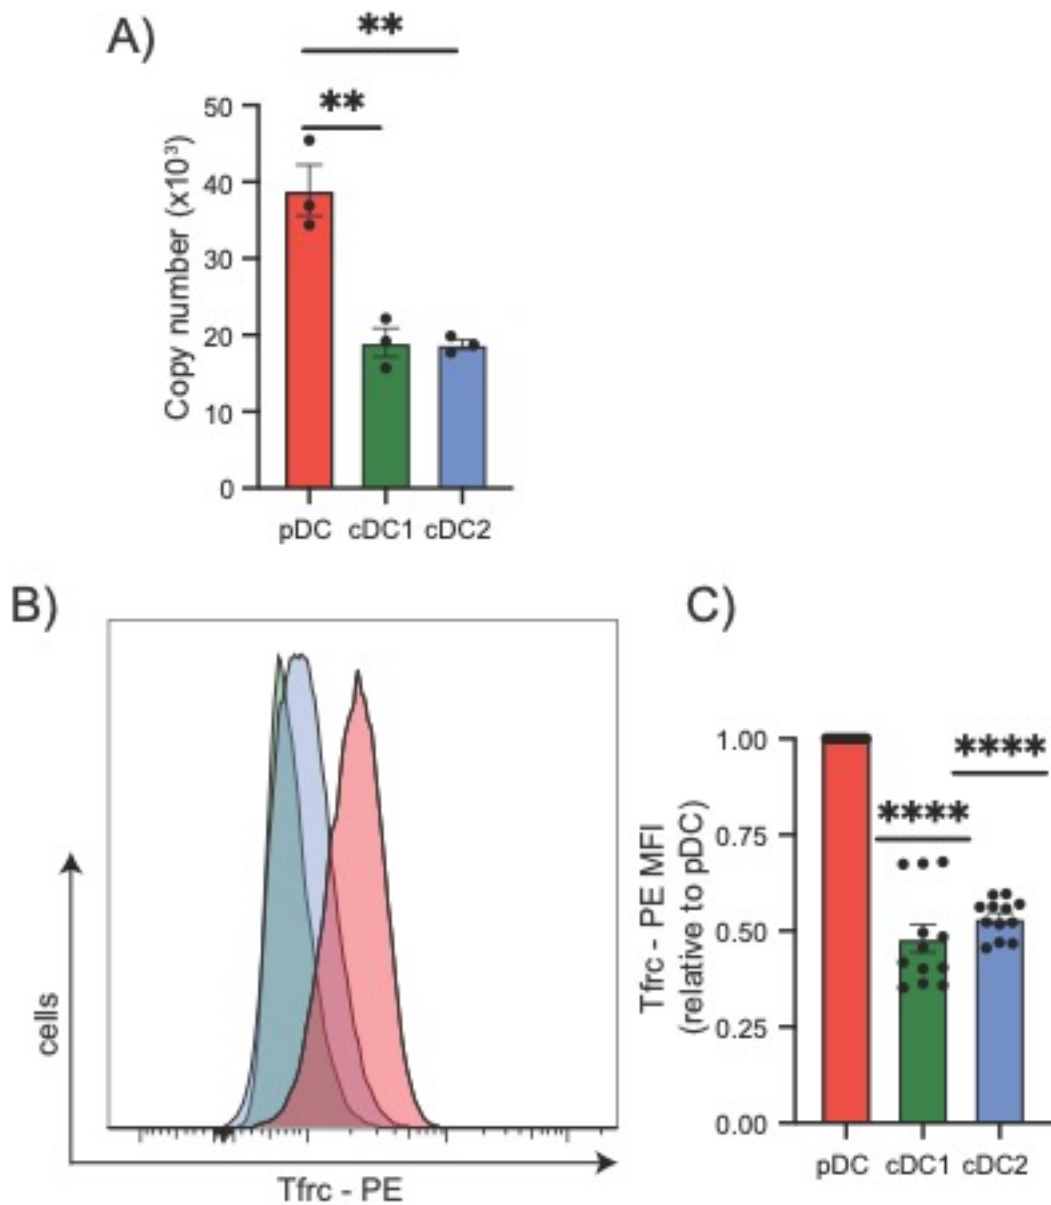 A)
**
**
50
40
30
20
10
0
Copy number (x10³)
pDC cDC1 cDC2
B)
cells
Tfrc - PE
C)
****
****
1.00
0.75
0.50
0.25
0.00
Tfrc - PE MFI
(relative to pDC)
pDC cDC1 cDC2